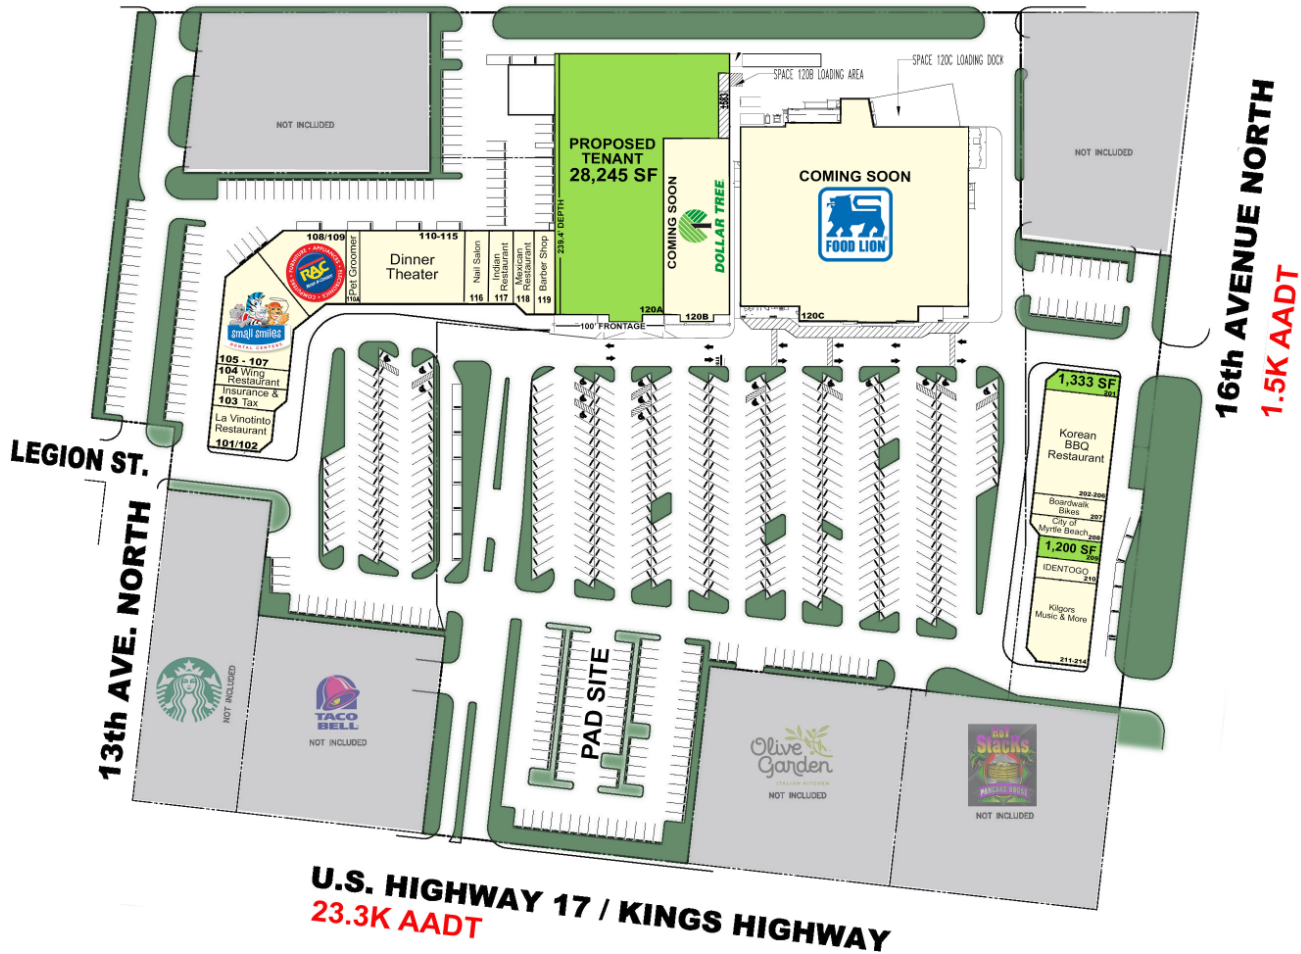 NOT INCLUDED
PROPOSED
TENANT
28,245 SF
239.4' DEPTH
120A
100' FRONTAGE
±583
SPACE 120B LOADING AREA
SPACE 120C LOADING DOCK
COMING SOON
DOLLAR TREE
120B
COMING SOON
FOOD LION
120C
NOT INCLUDED
16th AVENUE NORTH
1.5K AADT
108/109
FURNITURE • APPLIANCES • ELECTRONICS • COMPUTERS
RAC
Pet Groomer
110A
110-115
Dinner
Theater
Nail Salon
116
Indian
Restaurant
117
Mexican
Restaurant
118
Barber Shop
119
small smiles
DENTAL CENTERS
105 - 107
104 Wing
Restaurant
Insurance &
103 Tax
La Vinotinto
Restaurant
101/102
LEGION ST.
13th AVE. NORTH
1,333 SF
201
Korean
BBQ
Restaurant
202-206
Boardwalk
Bikes
207
City of
Myrtle Beach
208
1,200 SF
209
IDENTOGO
210
Kilgors
Music & More
211-214
NOT INCLUDED
TACO
BELL
NOT INCLUDED
PAD SITE
Olive
Garden
ITALIAN KITCHEN
NOT INCLUDED
HOT
Stacks
PANCAKE HOUSE
NOT INCLUDED
U.S. HIGHWAY 17 / KINGS HIGHWAY
23.3K AADT